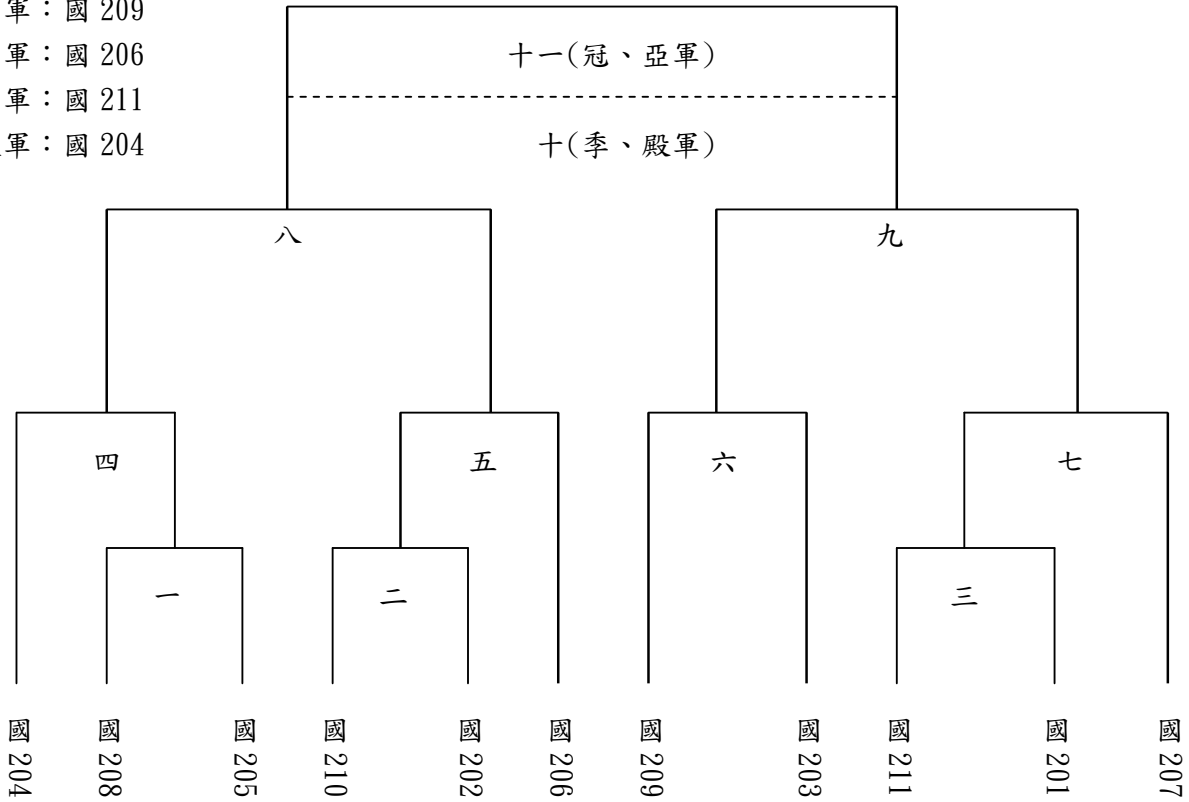 軍：國 209
軍：國 206
軍：國 211
軍：國 204
十一(冠、亞軍)
十(季、殿軍)
八
九
四
五
六
七
一
二
三
國 204
國 208
國 205
國 210
國 202
國 206
國 209
國 203
國 211
國 201
國 207